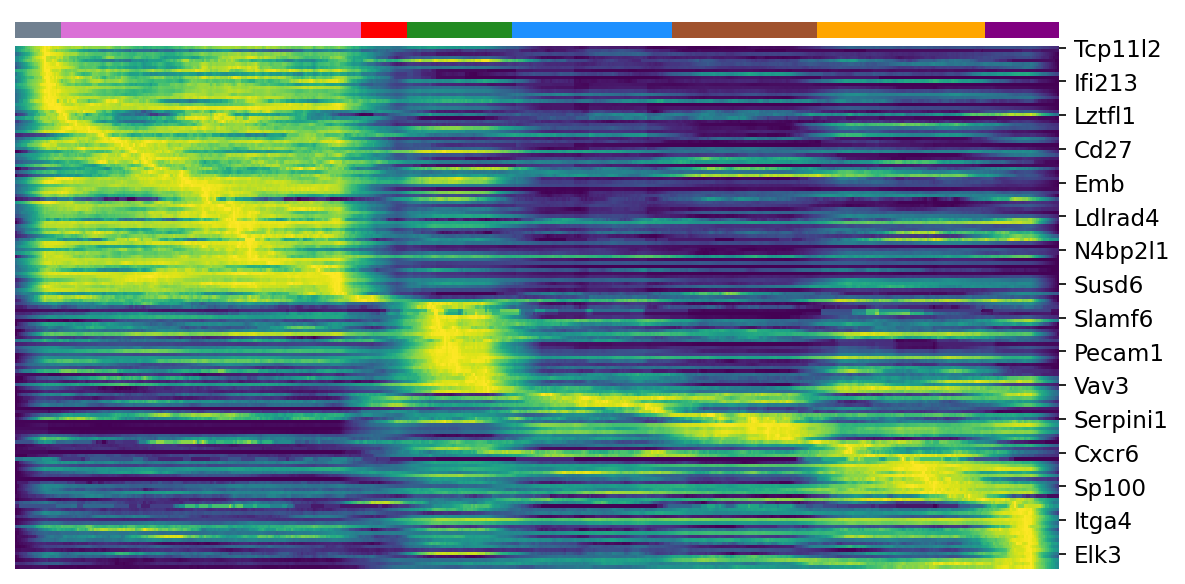 Tcp11l2
Ifi213
Lztfl1
Cd27
Emb
Ldlrad4
N4bp2l1
Susd6
Slamf6
Pecam1
Vav3
Serpini1
Cxcr6
Sp100
Itga4
Elk3